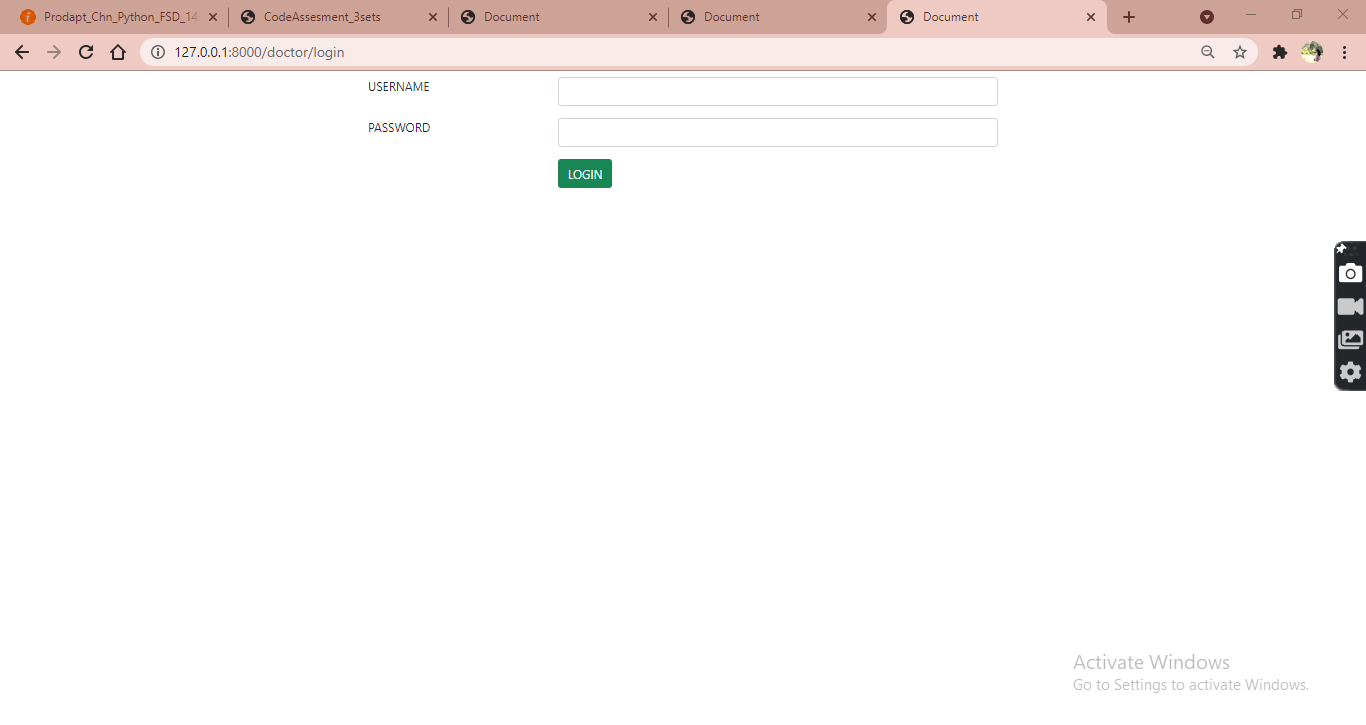 Prodapt_Chn_Python_FSD_14
CodeAssesment_3sets
Document
Document
Document
127.0.0.1:8000/doctor/login
USERNAME
PASSWORD
LOGIN
Activate Windows
Go to Settings to activate Windows.